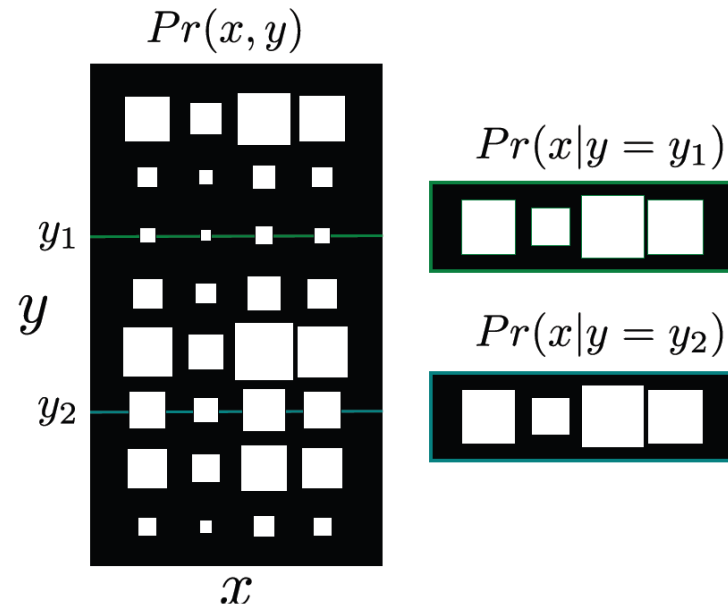 Pr(x, y)
y₁
y
y₂
x
Pr(x|y = y₁)
Pr(x|y = y₂)